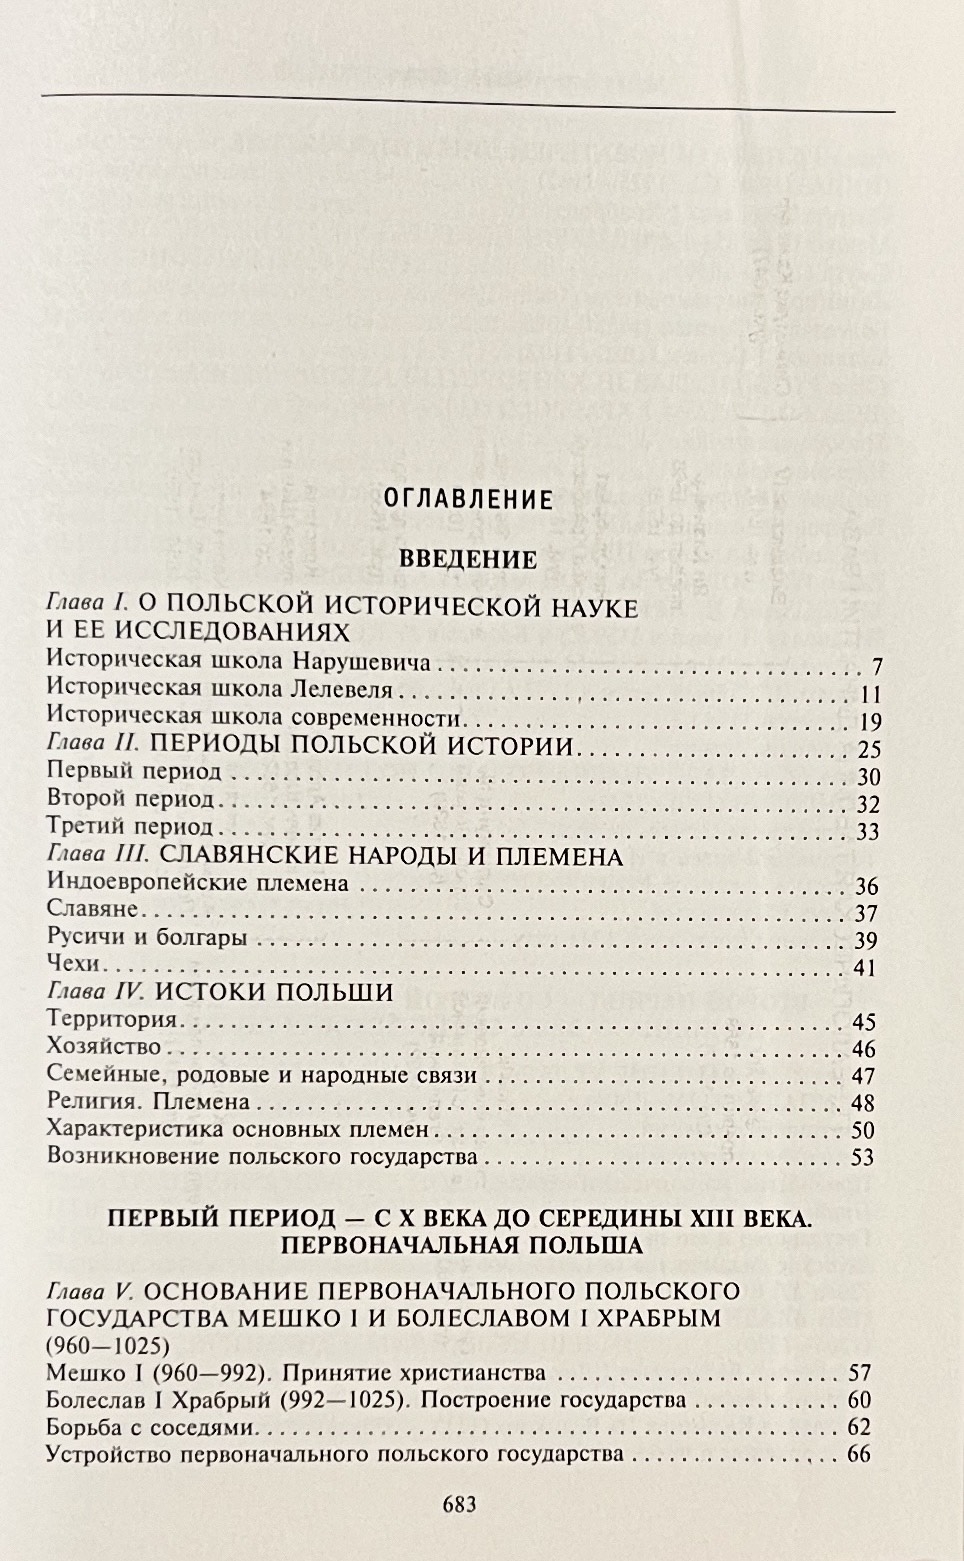 ОГЛАВЛЕНИЕ
ВВЕДЕНИЕ
Глава I. О ПОЛЬСКОЙ ИСТОРИЧЕСКОЙ НАУКЕ
И ЕЕ ИССЛЕДОВАНИЯХ
Историческая школа Нарушевича 7
Историческая школа Лелевеля 11
Историческая школа современности 19
Глава II. ПЕРИОДЫ ПОЛЬСКОЙ ИСТОРИИ 25
Первый период 30
Второй период 32
Третий период 33
Глава III. СЛАВЯНСКИЕ НАРОДЫ И ПЛЕМЕНА
Индоевропейские племена 36
Славяне 37
Русичи и болгары 39
Чехи 41
Глава IV. ИСТОКИ ПОЛЬШИ
Территория 45
Хозяйство 46
Семейные, родовые и народные связи 47
Религия. Племена 48
Характеристика основных племен 50
Возникновение польского государства 53
ПЕРВЫЙ ПЕРИОД — С X ВЕКА ДО СЕРЕДИНЫ XIII ВЕКА.
ПЕРВОНАЧАЛЬНАЯ ПОЛЬША
Глава V. ОСНОВАНИЕ ПЕРВОНАЧАЛЬНОГО ПОЛЬСКОГО
ГОСУДАРСТВА МЕШКО I И БОЛЕСЛАВОМ I ХРАБРЫМ
(960—1025)
Мешко I (960—992). Принятие христианства 57
Болеслав I Храбрый (992—1025). Построение государства 60
Борьба с соседями 62
Устройство первоначального польского государства 66
683